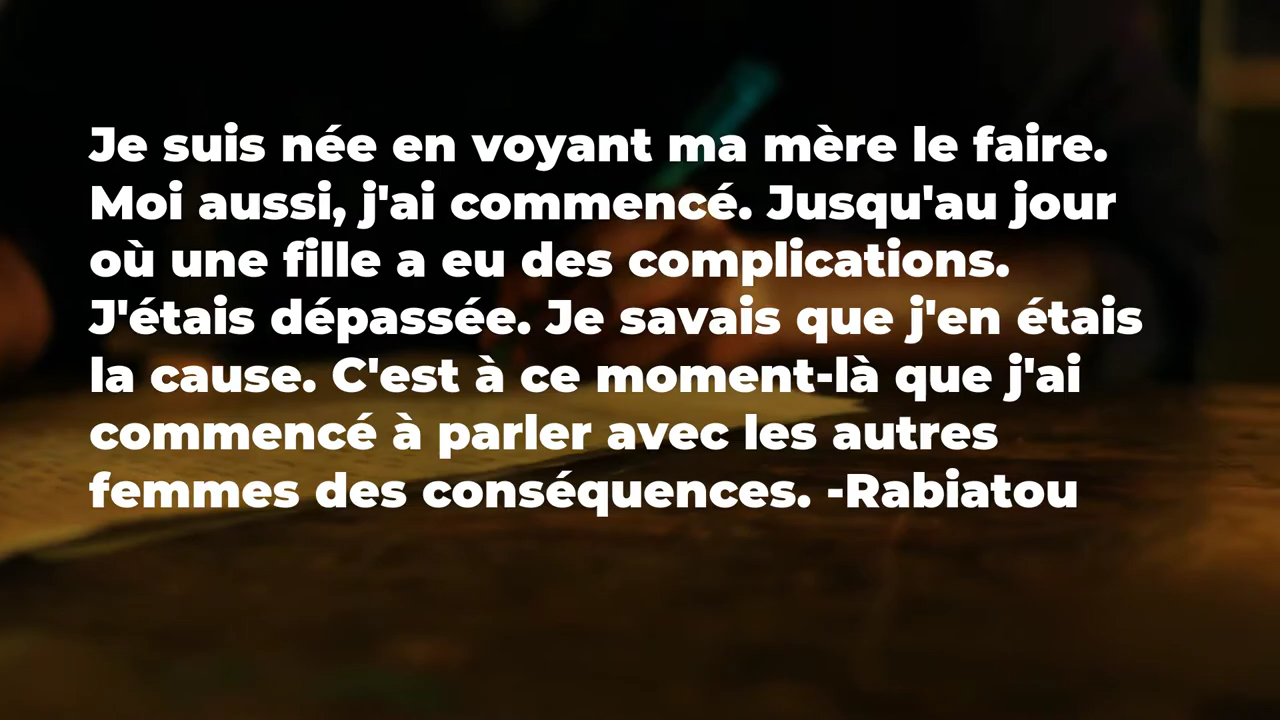 Je suis née en voyant ma mère le faire.
Moi aussi, j'ai commencé. Jusqu'au jour
où une fille a eu des complications.
J'étais dépassée. Je savais que j'en étais
la cause. C'est à ce moment-là que j'ai
commencé à parler avec les autres
femmes des conséquences. -Rabiatou